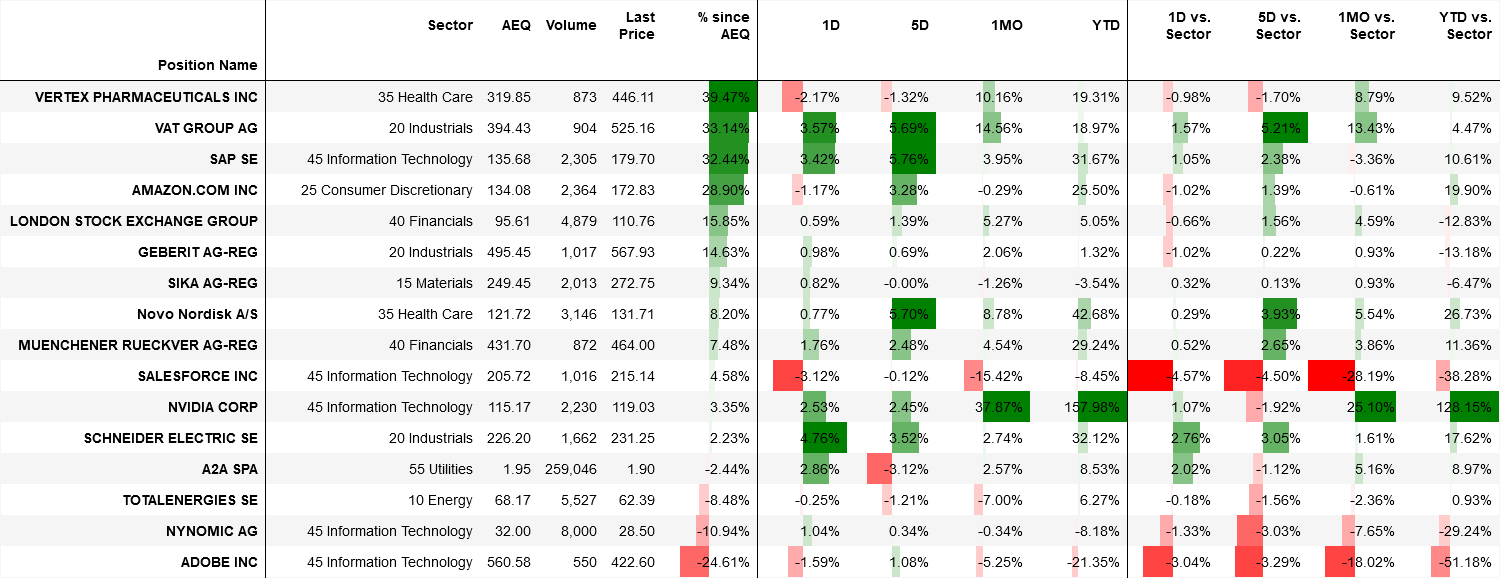 Position Name Sector AEQ Volume Last Price % since AEQ 1D 5D 1MO YTD 1D vs. Sector 5D vs. Sector 1MO vs. Sector YTD vs. Sector
VERTEX PHARMACEUTICALS INC 35 Health Care 319.85 873 446.11 39.47% -2.17% -1.32% 10.16% 19.31% -0.98% -1.70% 8.79% 9.52%
VAT GROUP AG 20 Industrials 394.43 904 525.16 33.14% 3.57% 5.69% 14.56% 18.97% 1.57% 5.21% 13.43% 4.47%
SAP SE 45 Information Technology 135.68 2,305 179.70 32.44% 3.42% 5.76% 3.95% 31.67% 1.05% 2.38% -3.36% 10.61%
AMAZON.COM INC 25 Consumer Discretionary 134.08 2,364 172.83 28.90% -1.17% 3.28% -0.29% 25.50% -1.02% 1.39% -0.61% 19.90%
LONDON STOCK EXCHANGE GROUP 40 Financials 95.61 4,879 110.76 15.85% 0.59% 1.39% 5.27% 5.05% -0.66% 1.56% 4.59% -12.83%
GEBERIT AG-REG 20 Industrials 495.45 1,017 567.93 14.63% 0.98% 0.69% 2.06% 1.32% -1.02% 0.22% 0.93% -13.18%
SIKA AG-REG 15 Materials 249.45 2,013 272.75 9.34% 0.82% -0.00% -1.26% -3.54% 0.32% 0.13% 0.93% -6.47%
Novo Nordisk A/S 35 Health Care 121.72 3,146 131.71 8.20% 0.77% 5.70% 8.78% 42.68% 0.29% 3.93% 5.54% 26.73%
MUENCHENER RUECKVER AG-REG 40 Financials 431.70 872 464.00 7.48% 1.76% 2.48% 4.54% 29.24% 0.52% 2.65% 3.86% 11.36%
SALESFORCE INC 45 Information Technology 205.72 1,016 215.14 4.58% -3.12% -0.12% -15.42% -8.45% -4.57% -4.50% -28.19% -38.28%
NVIDIA CORP 45 Information Technology 115.17 2,230 119.03 3.35% 2.53% 2.45% 37.87% 157.98% 1.07% -1.92% 25.10% 128.15%
SCHNEIDER ELECTRIC SE 20 Industrials 226.20 1,662 231.25 2.23% 4.76% 3.52% 2.74% 32.12% 2.76% 3.05% 1.61% 17.62%
A2A SPA 55 Utilities 1.95 259,046 1.90 -2.44% 2.86% -3.12% 2.57% 8.53% 2.02% -1.12% 5.16% 8.97%
TOTALENERGIES SE 10 Energy 68.17 5,527 62.39 -8.48% -0.25% -1.21% -7.00% 6.27% -0.18% -1.56% -2.36% 0.93%
NYNOMIC AG 45 Information Technology 32.00 8,000 28.50 -10.94% 1.04% 0.34% -0.34% -8.18% -1.33% -3.03% -7.65% -29.24%
ADOBE INC 45 Information Technology 560.58 550 422.60 -24.61% -1.59% 1.08% -5.25% -21.35% -3.04% -3.29% -18.02% -51.18%